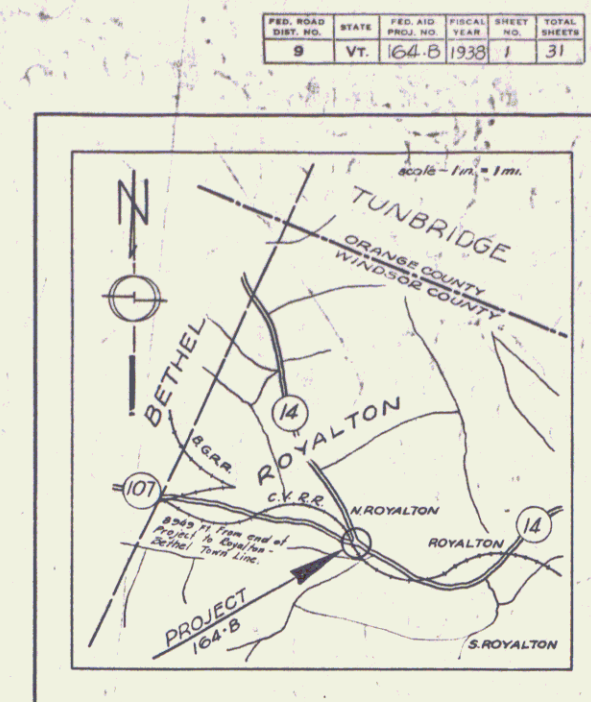 FED. ROAD DIST. NO. STATE FED. AID PROJ. NO. FISCAL YEAR SHEET NO. TOTAL SHEETS
9 VT. 164-B 1938 1 31
scale - 1 in. = 1 mi.
N
TUNBRIDGE
ORANGE COUNTY
WINDSOR COUNTY
BETHEL
14
ROYALTON
B.G.R.R.
107
C.V.R.R.
N.ROYALTON
14
8949 Ft. from end of
Project to Royalton-
Bethel Town Line.
ROYALTON
PROJECT
164-B
S.ROYALTON